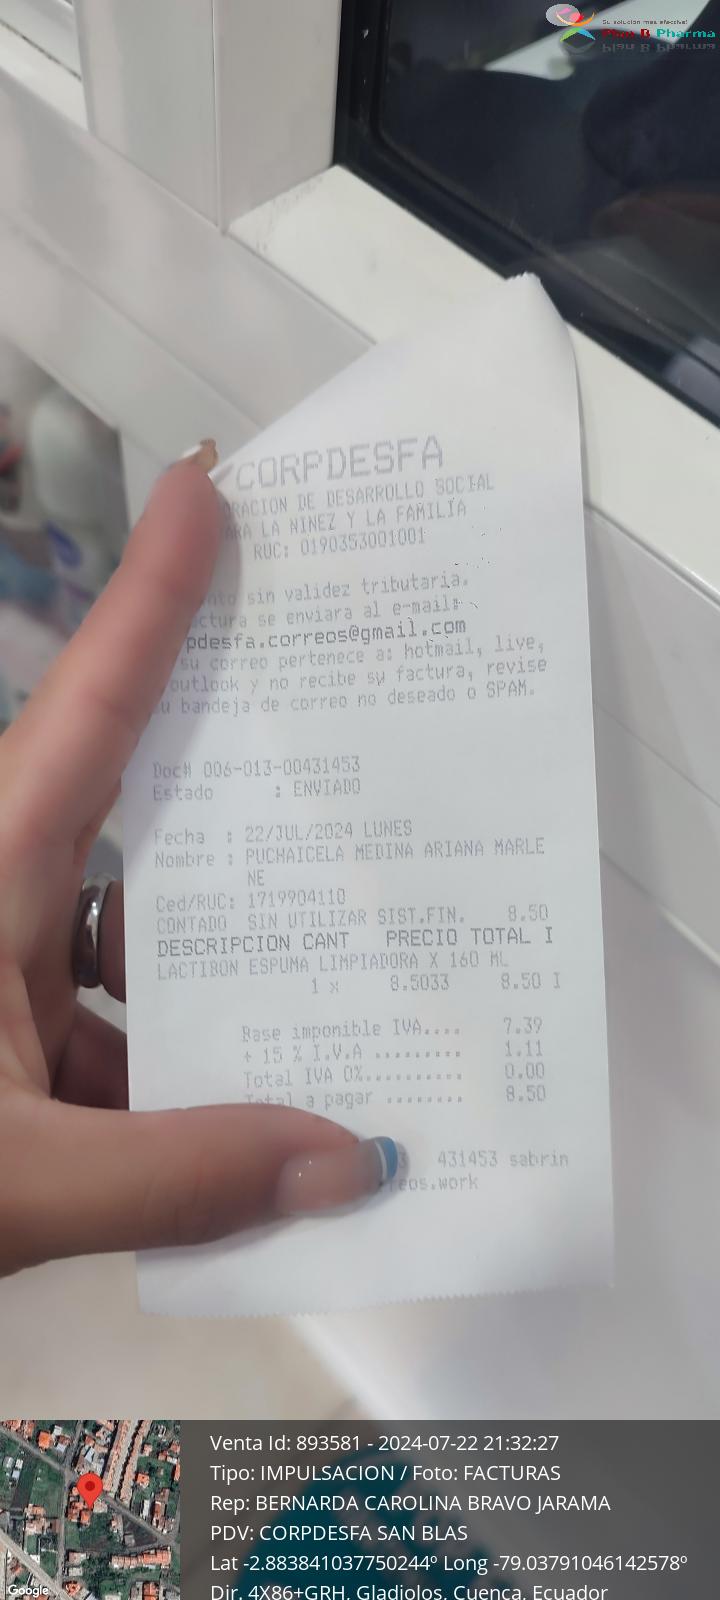 Su solución más efectiva!
Pharma
CORPDESFA
ORACION DE DESARROLLO SOCIAL
ARA LA NINEZ Y LA FAMILIA
RUC: 0190353001001
nto sin validez tributaria.
ctura se enviara al e-mail:
pdesfa.correos@gmail.com
su correo pertenece a: hotmail, live,
outlook y no recibe su factura, revise
su bandeja de correo no deseado o SPAM.
Doc# 006-013-00431453
Estado : ENVIADO
Fecha : 22/JUL/2024 LUNES
Nombre : PUCHAICELA MEDINA ARIANA MARLE
NE
Ced/RUC: 1719904110
CONTADO SIN UTILIZAR SIST.FIN. 8.50
DESCRIPCION CANT PRECIO TOTAL I
LACTIBON ESPUMA LIMPIADORA X 160 ML
1 x 8.5033 8.50 I
Base imponible IVA.... 7.39
+ 15 % I.V.A ......... 1.11
Total IVA 0%.......... 0.00
Total a pagar ........ 8.50
3 431453 sabrin
reos.work
Venta Id: 893581 - 2024-07-22 21:32:27
Tipo: IMPULSACION / Foto: FACTURAS
Rep: BERNARDA CAROLINA BRAVO JARAMA
PDV: CORPDESFA SAN BLAS
Lat -2.883841037750244º Long -79.03791046142578º
Dir. 4X86+GRH, Gladiolos, Cuenca, Ecuador
Google